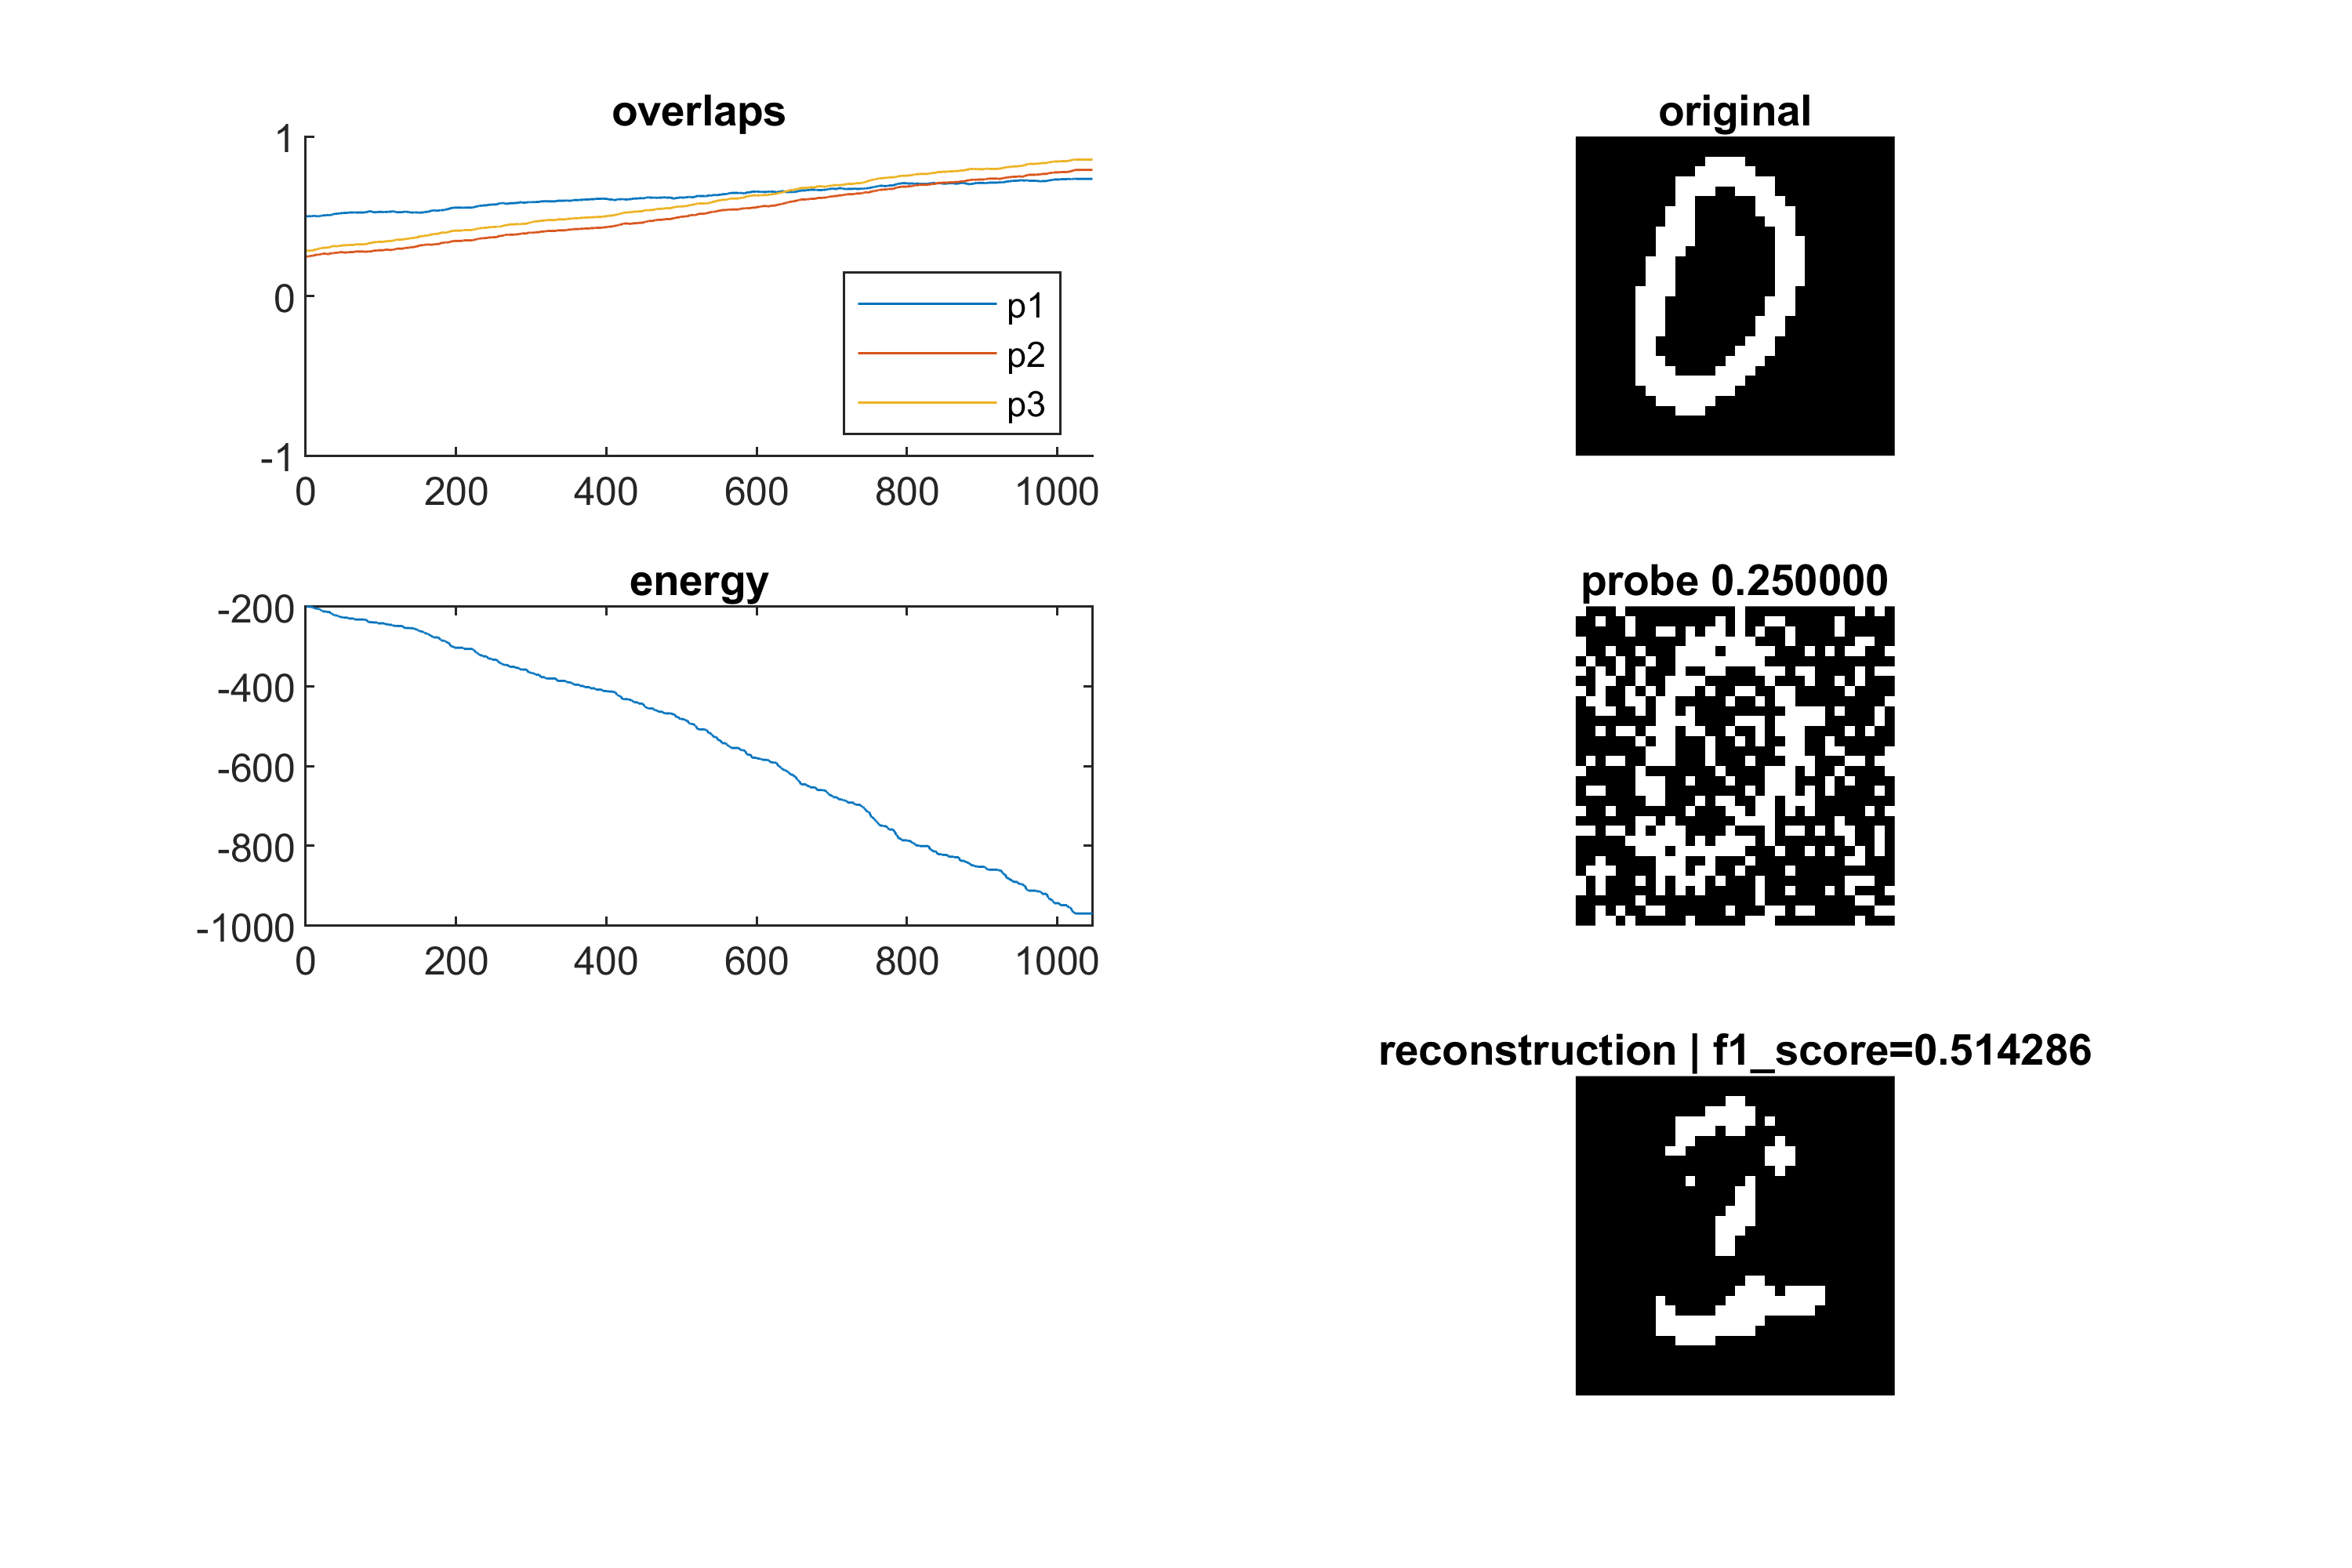 overlaps
1
0
-1
0 200 400 600 800 1000
p1
p2
p3
energy
-200
-400
-600
-800
-1000
0 200 400 600 800 1000
original
probe 0.250000
reconstruction | f1_score=0.514286